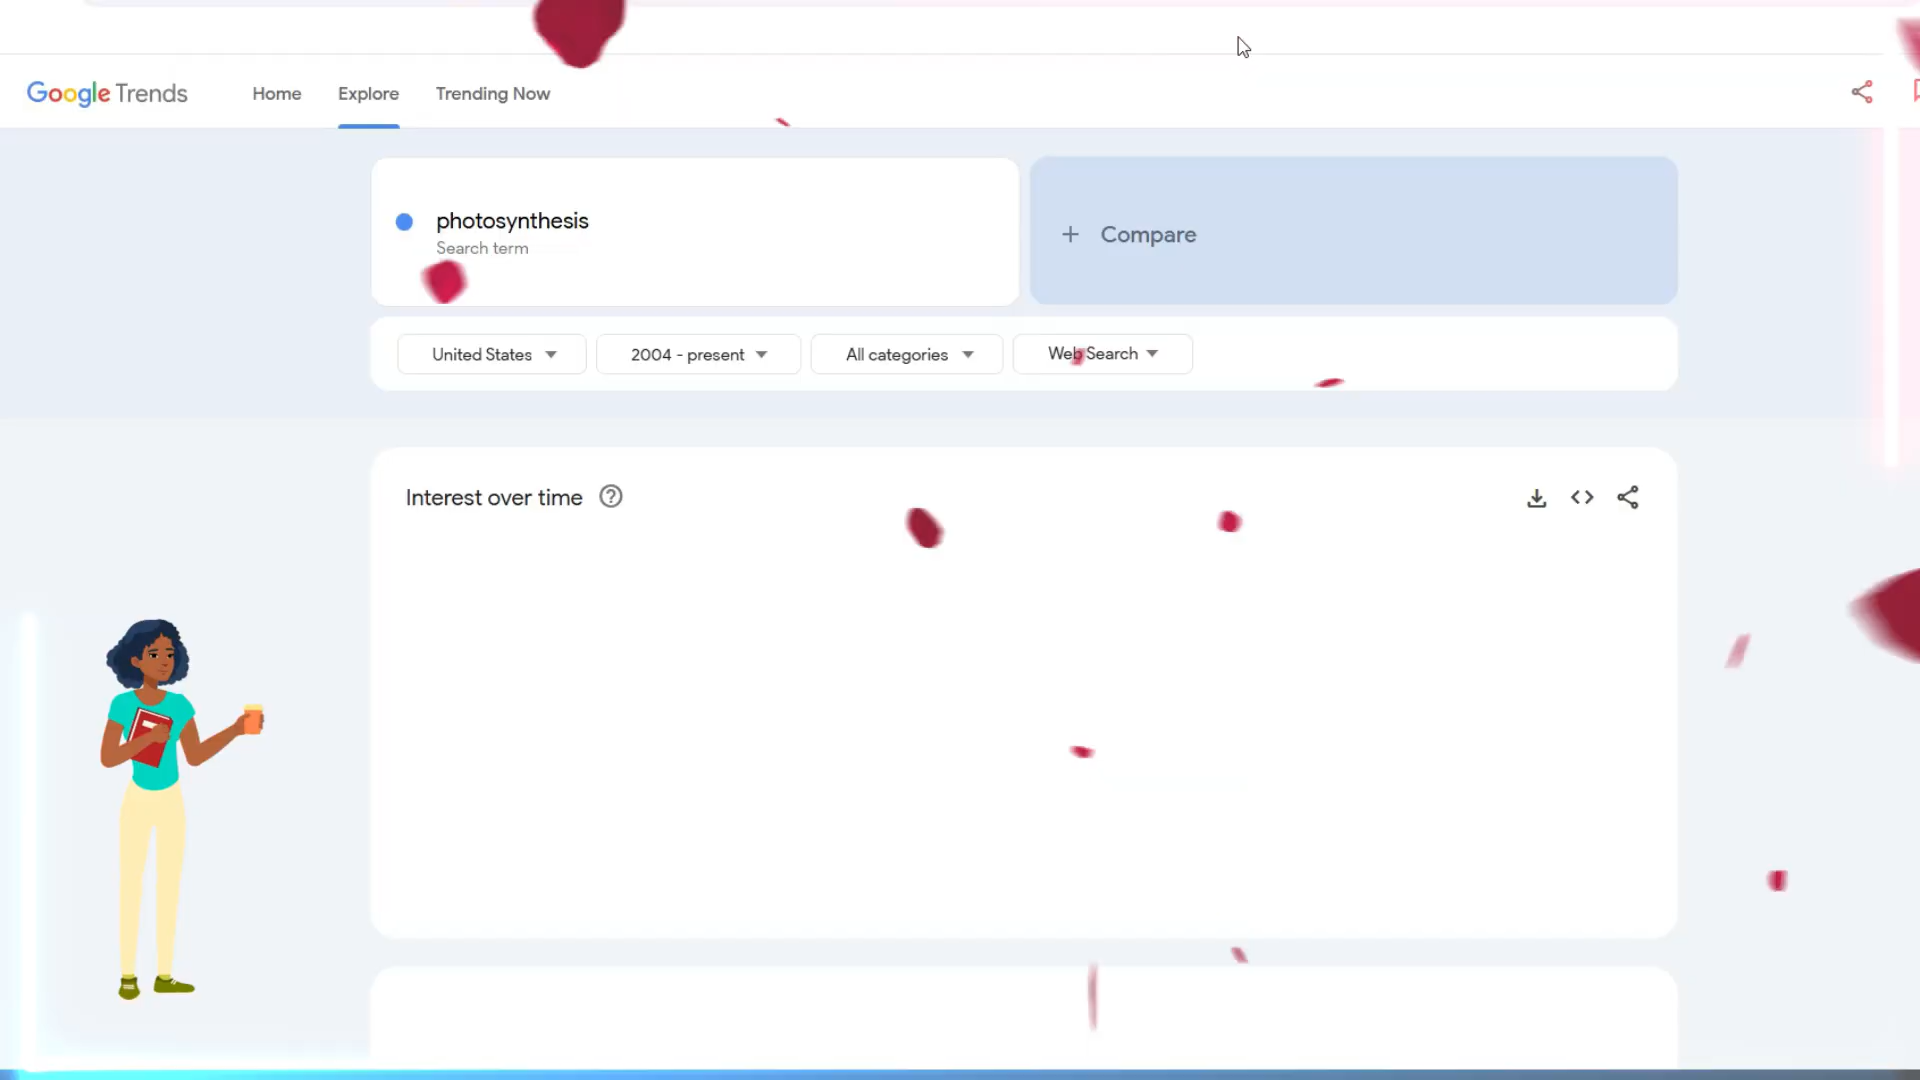 Google Trends
Home
Explore
Trending Now
photosynthesis
Search term
+ Compare
United States
2004 - present
All categories
Web Search
Interest over time